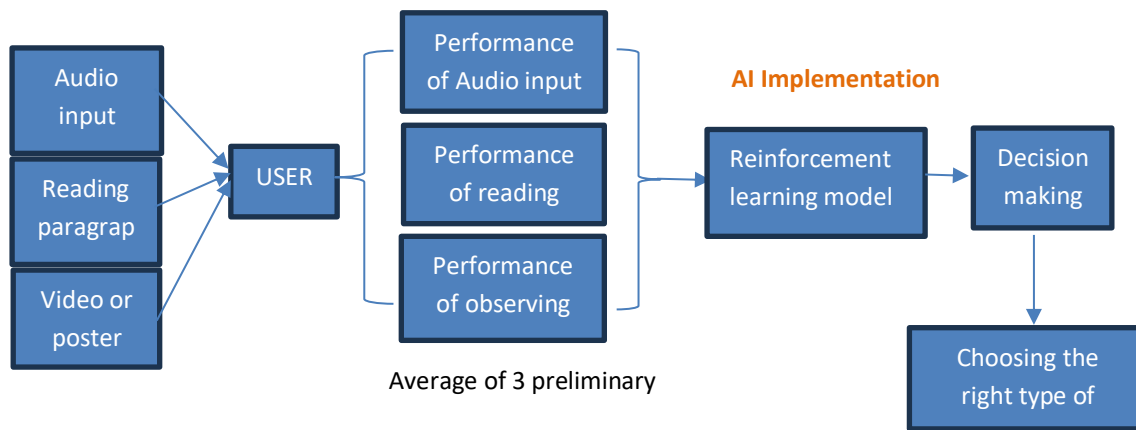 Audio
input
Reading
paragrap
Video or
poster
USER
Performance
of Audio input
Performance
of reading
Performance
of observing
Average of 3 preliminary
AI Implementation
Reinforcement
learning model
Decision
making
Choosing the
right type of